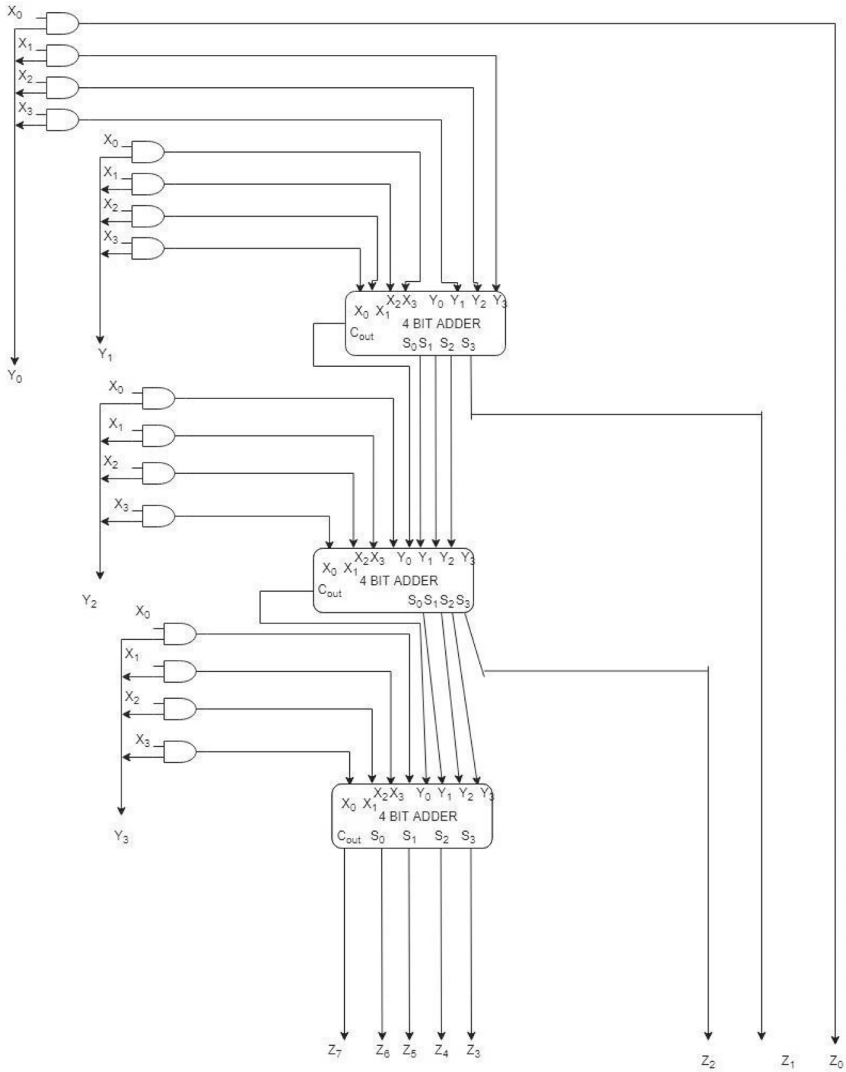 X₀
X₁
X₂
X₃
X₀
X₁
X₂
X₃
X₂ X₃ Y₀ Y₁ Y₂ Y₃
X₀ X₁
4 BIT ADDER
Cout
S₀ S₁ S₂ S₃
Y₁
Y₀
X₀
X₁
X₂
X₃
X₂ X₃ Y₀ Y₁ Y₂ Y₃
X₀ X₁
4 BIT ADDER
Cout
S₀ S₁ S₂ S₃
Y₂
X₀
X₁
X₂
X₃
X₂ X₃ Y₀ Y₁ Y₂ Y₃
X₀ X₁
4 BIT ADDER
Cout S₀ S₁ S₂ S₃
Y₃
Z₇ Z₆ Z₅ Z₄ Z₃ Z₂ Z₁ Z₀